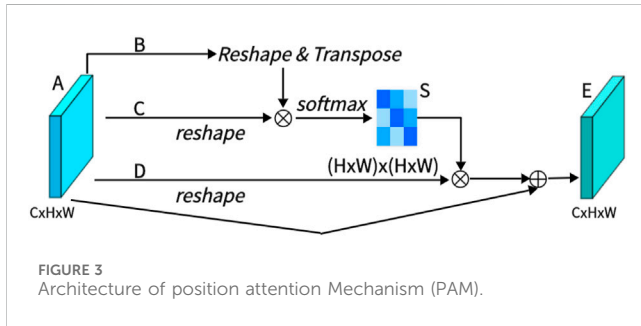 B
Reshape & Transpose
A
C
softmax
S
E
reshape
D
(HxW)x(HxW)
reshape
CxHxW
CxHxW
FIGURE 3
Architecture of position attention Mechanism (PAM).